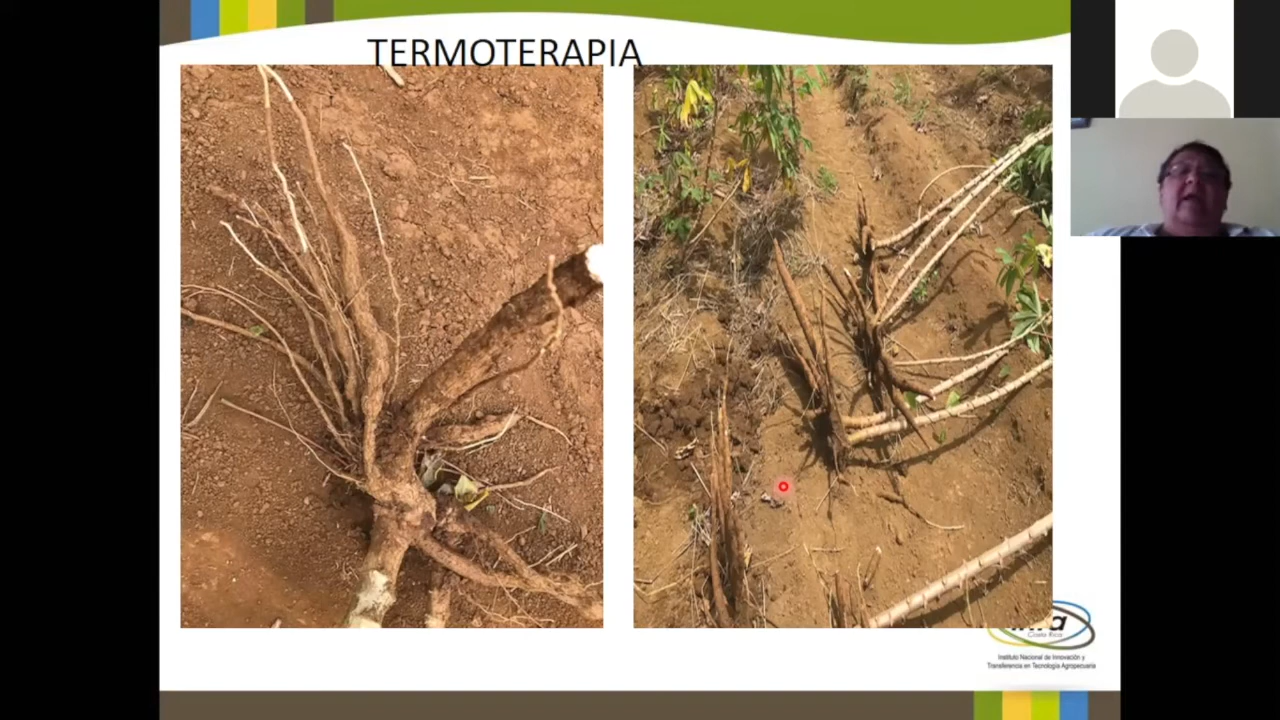 TERMOTERAPIA
Costa Rica
Instituto Nacional de Innovación y
Transferencia en Tecnología Agropecuaria